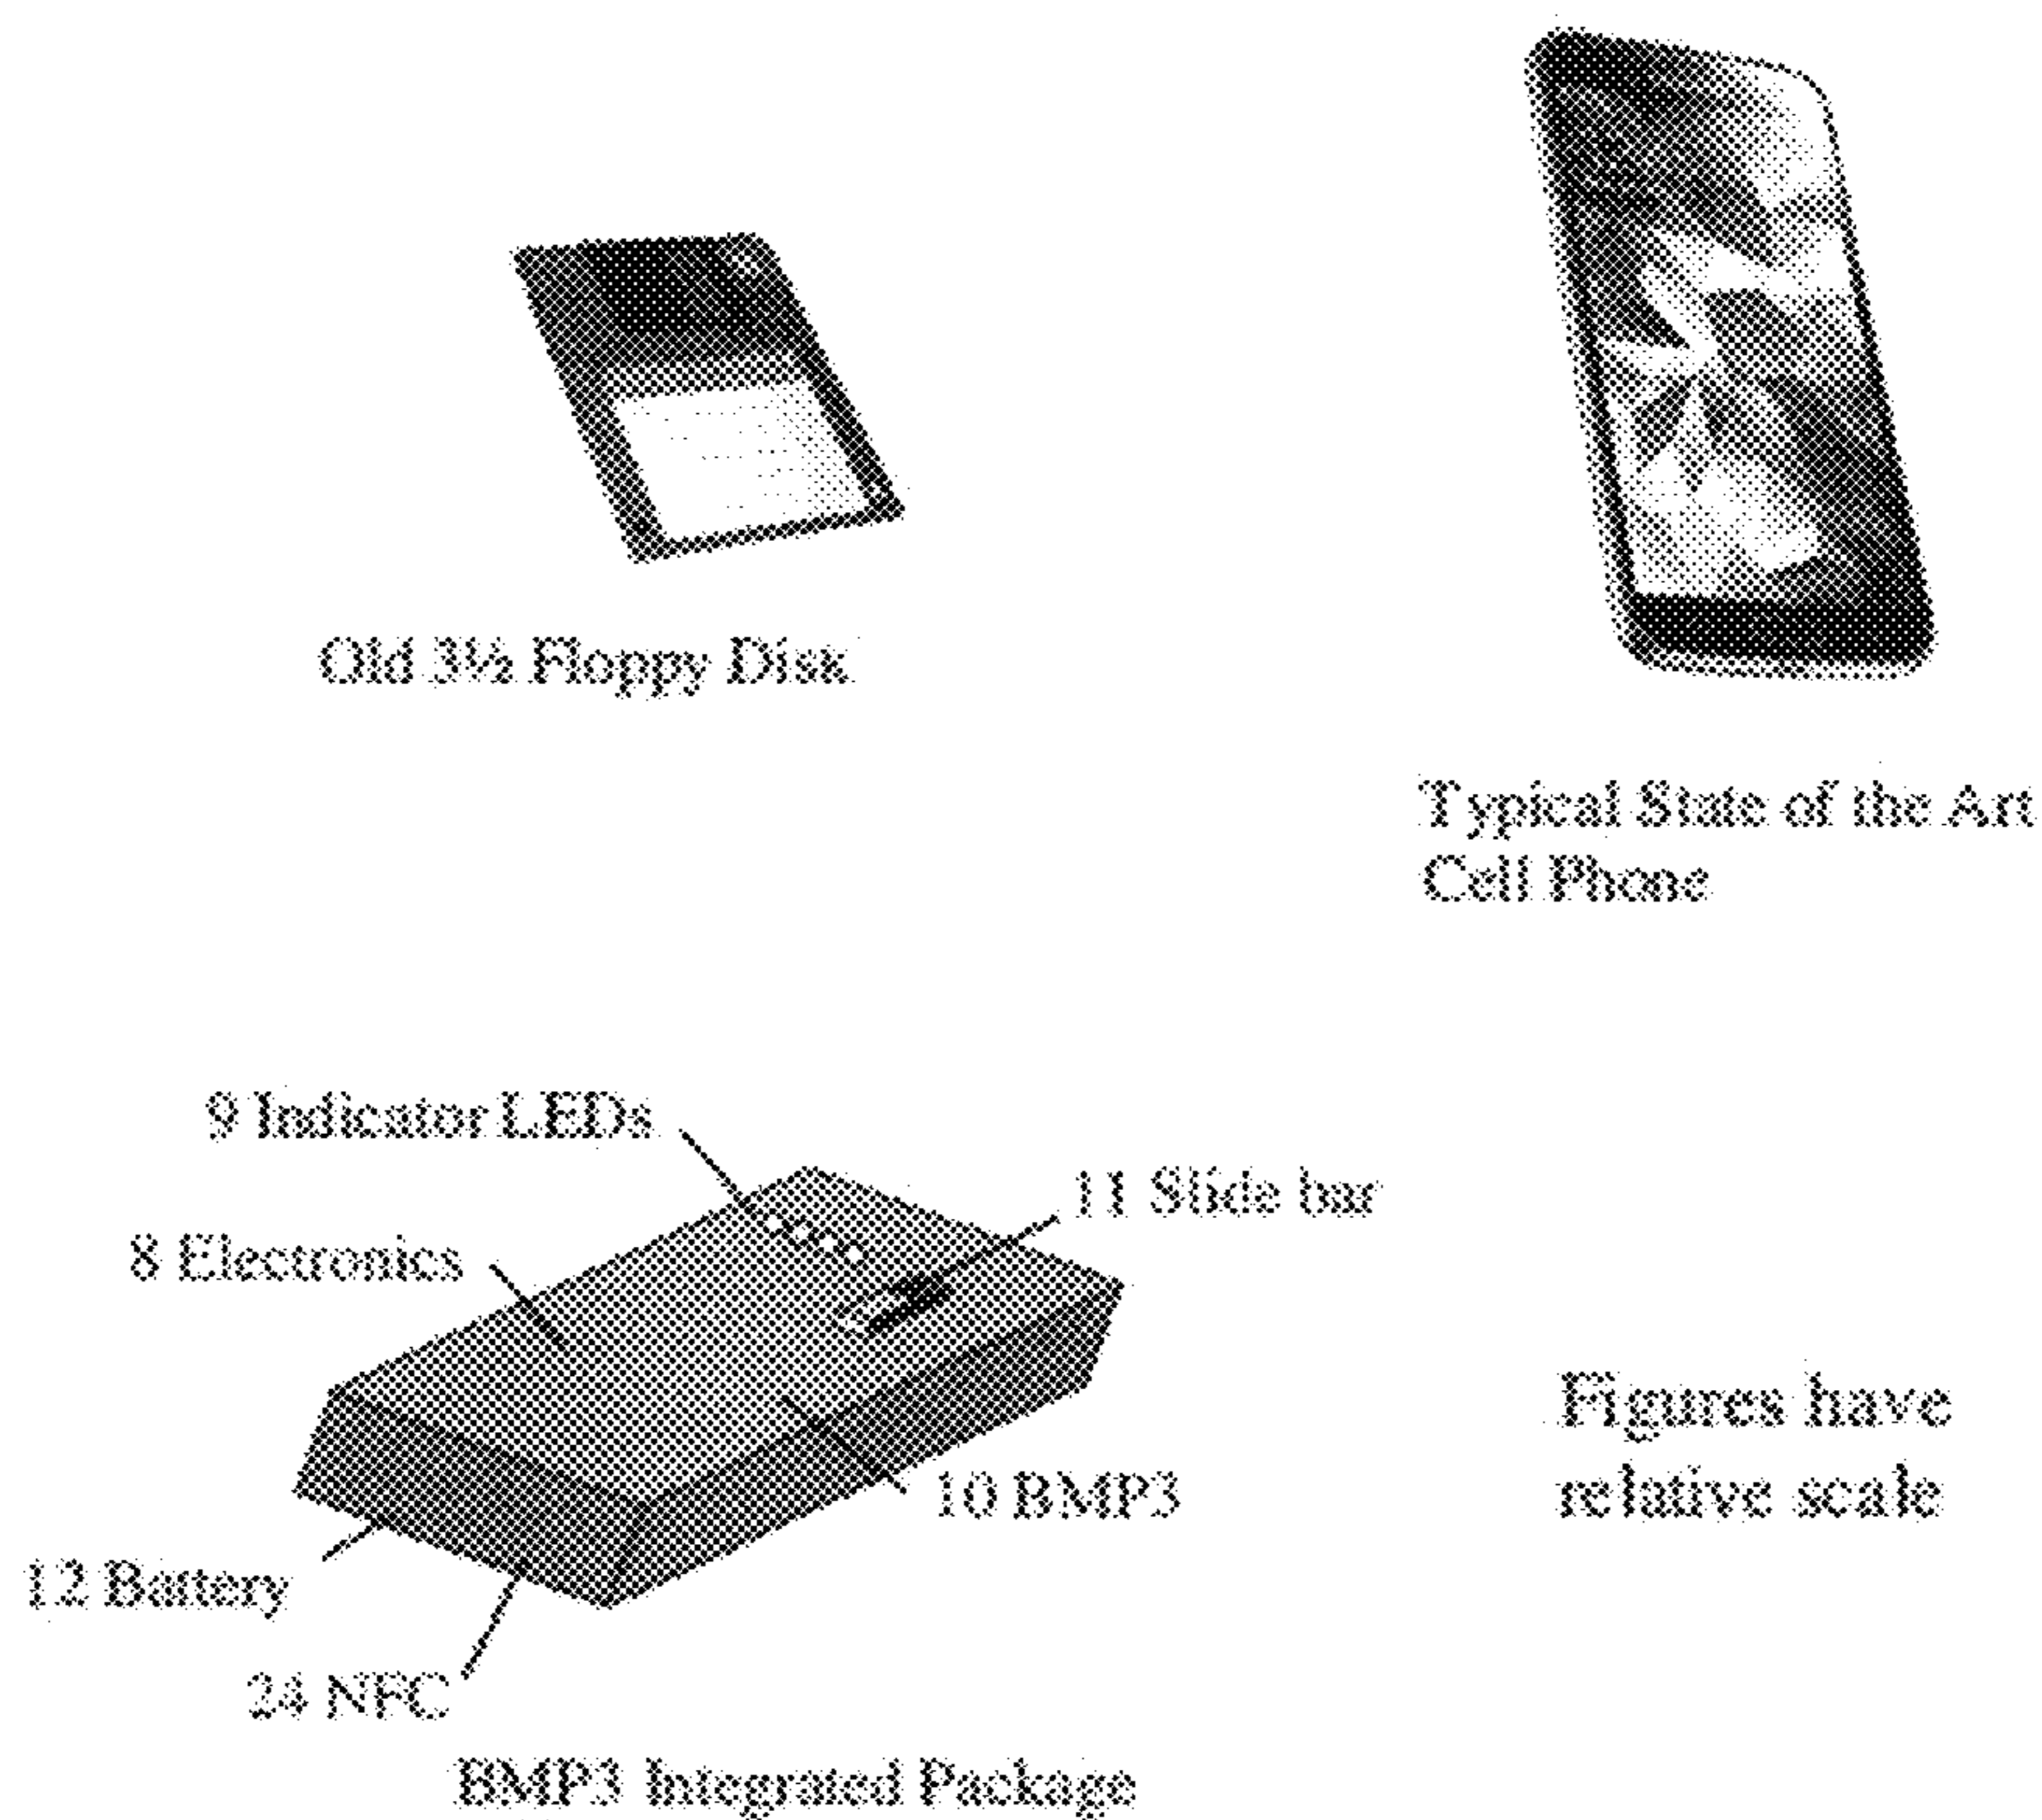 Old 3½ Floppy Disk
Typical State of the Art
Cell Phone
9 Indicator LEDs
11 Slide bar
8 Electronics
Figures have
relative scale
10 BMP3
12 Battery
24 NFC
BMP3 Integrated Package